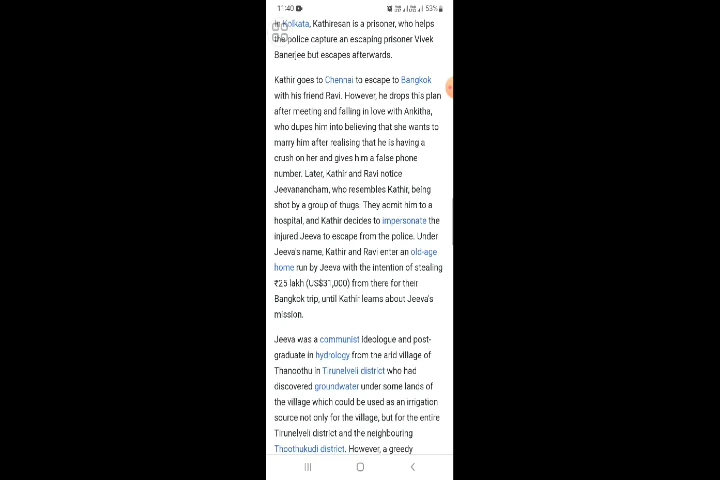 11:40
53%
In Kolkata, Kathiresan is a prisoner, who helps
the police capture an escaping prisoner Vivek
Banerjee but escapes afterwards.
Kathir goes to Chennai to escape to Bangkok
with his friend Ravi. However, he drops this plan
after meeting and falling in love with Ankitha,
who dupes him into believing that she wants to
marry him after realising that he is having a
crush on her and gives him a false phone
number. Later, Kathir and Ravi notice
Jeevanandham, who resembles Kathir, being
shot by a group of thugs. They admit him to a
hospital, and Kathir decides to impersonate the
injured Jeeva to escape from the police. Under
Jeeva's name, Kathir and Ravi enter an old-age
home run by Jeeva with the intention of stealing
₹25 lakh (US$31,000) from there for their
Bangkok trip, until Kathir learns about Jeeva's
mission.
Jeeva was a communist ideologue and post-
graduate in hydrology from the arid village of
Thanoothu in Tirunelveli district who had
discovered groundwater under some lands of
the village which could be used as an irrigation
source not only for the village, but for the entire
Tirunelveli district and the neighbouring
Thoothukudi district. However, a greedy